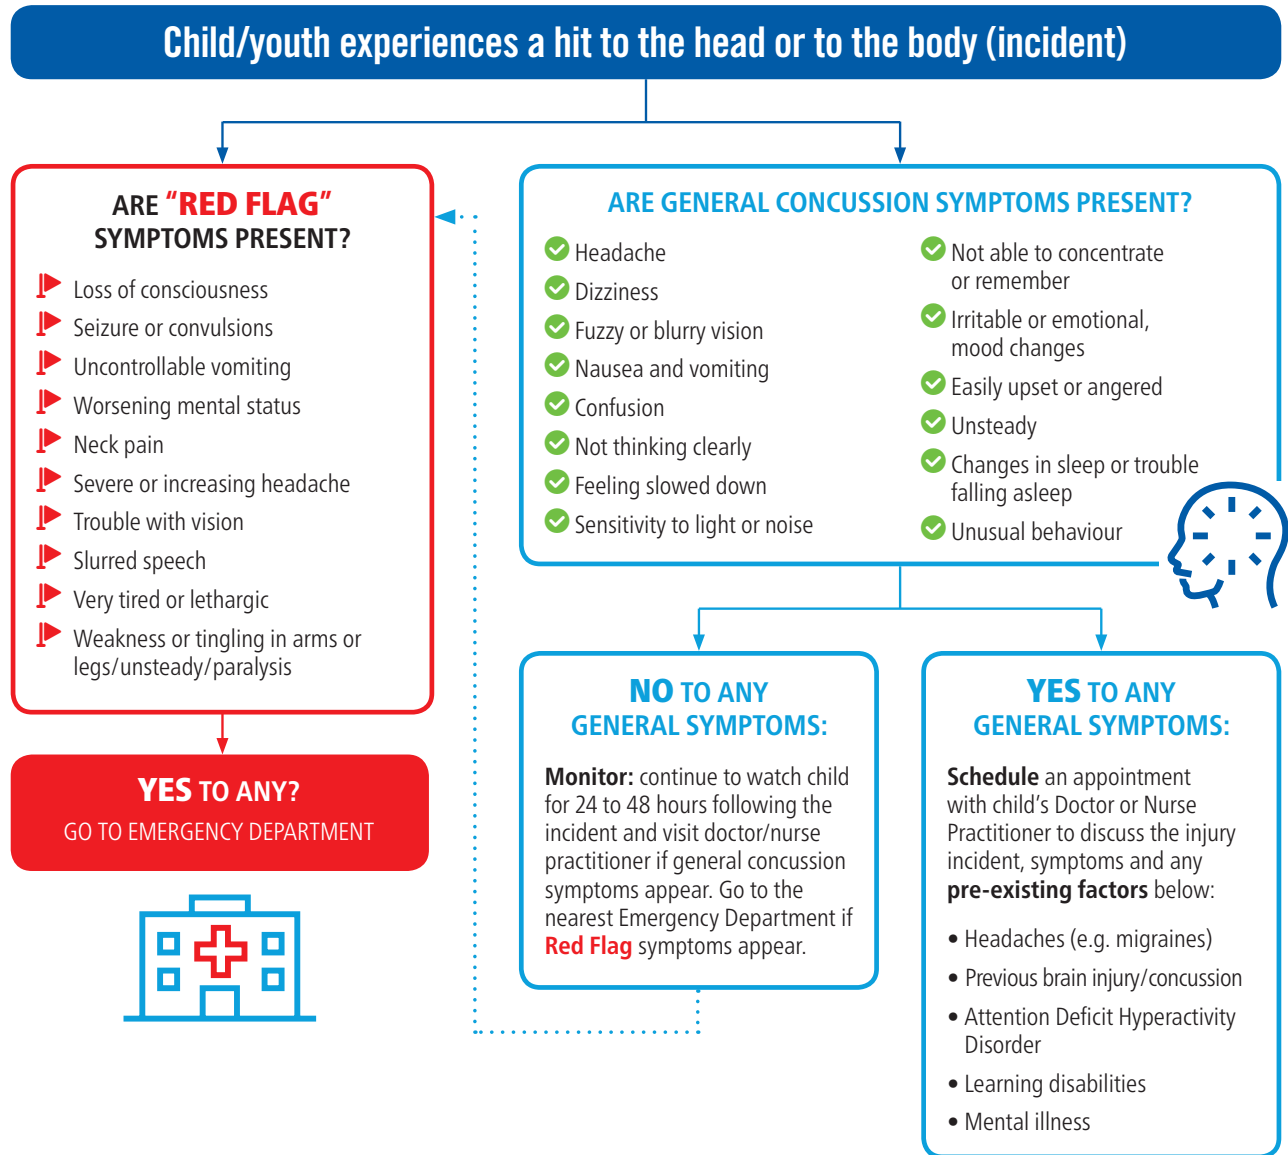 Child/youth experiences a hit to the head or to the body (incident)
ARE "RED FLAG"
SYMPTOMS PRESENT?
Loss of consciousness
Seizure or convulsions
Uncontrollable vomiting
Worsening mental status
Neck pain
Severe or increasing headache
Trouble with vision
Slurred speech
Very tired or lethargic
Weakness or tingling in arms or
legs/unsteady/paralysis
YES TO ANY?
GO TO EMERGENCY DEPARTMENT
ARE GENERAL CONCUSSION SYMPTOMS PRESENT?
Headache
Dizziness
Fuzzy or blurry vision
Nausea and vomiting
Confusion
Not thinking clearly
Feeling slowed down
Sensitivity to light or noise
Not able to concentrate
or remember
Irritable or emotional,
mood changes
Easily upset or angered
Unsteady
Changes in sleep or trouble
falling asleep
Unusual behaviour
NO TO ANY
GENERAL SYMPTOMS:
Monitor: continue to watch child
for 24 to 48 hours following the
incident and visit doctor/nurse
practitioner if general concussion
symptoms appear. Go to the
nearest Emergency Department if
Red Flag symptoms appear.
YES TO ANY
GENERAL SYMPTOMS:
Schedule an appointment
with child's Doctor or Nurse
Practitioner to discuss the injury
incident, symptoms and any
pre-existing factors below:
• Headaches (e.g. migraines)
• Previous brain injury/concussion
• Attention Deficit Hyperactivity
Disorder
• Learning disabilities
• Mental illness